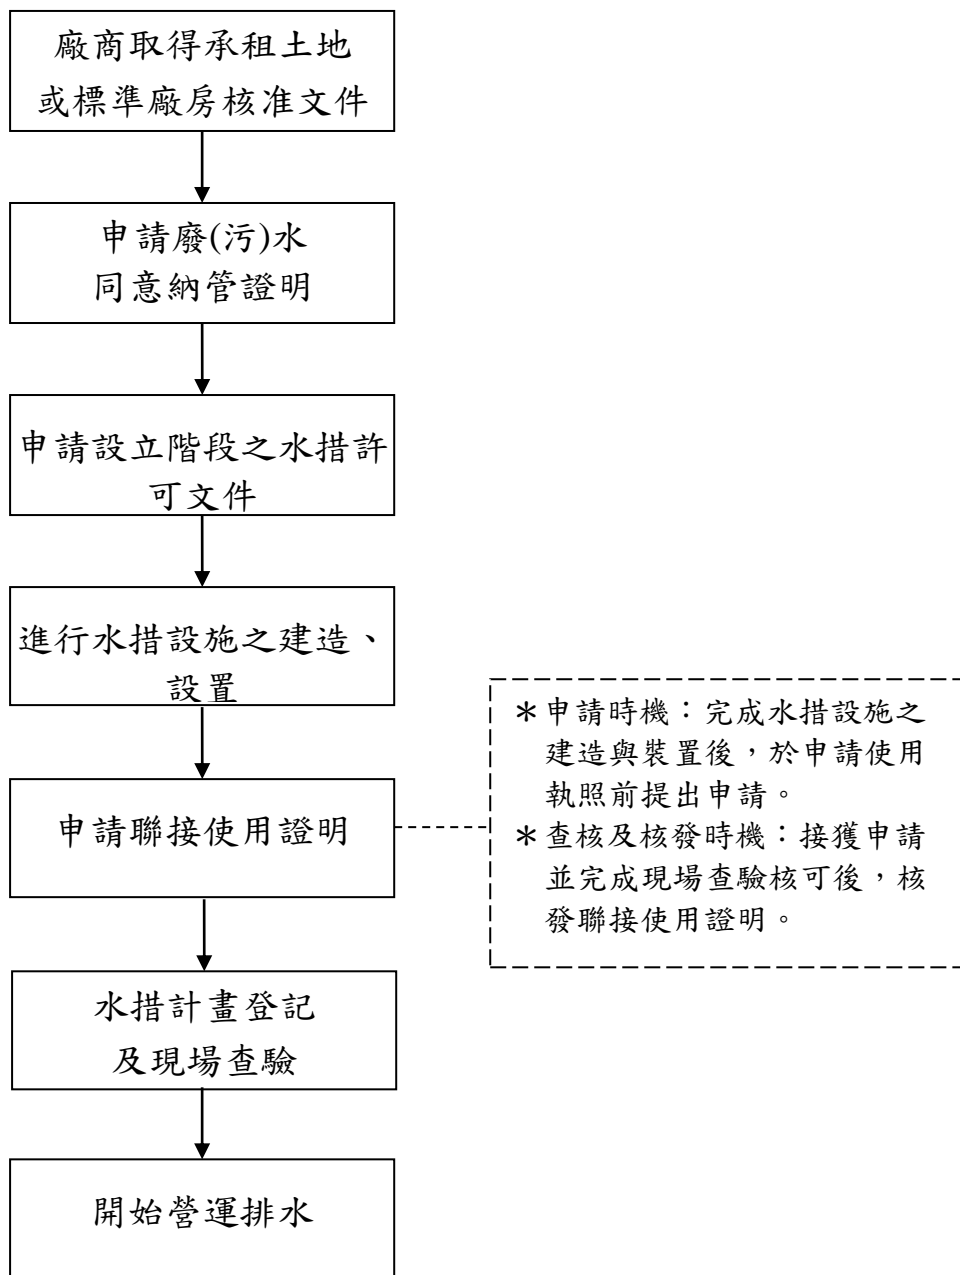 廠商取得承租土地
或標準廠房核准文件
申請廢(污)水
同意納管證明
申請設立階段之水措許
可文件
進行水措設施之建造、
設置
申請聯接使用證明
＊申請時機：完成水措設施之
建造與裝置後，於申請使用
執照前提出申請。
＊查核及核發時機：接獲申請
並完成現場查驗核可後，核
發聯接使用證明。
水措計畫登記
及現場查驗
開始營運排水